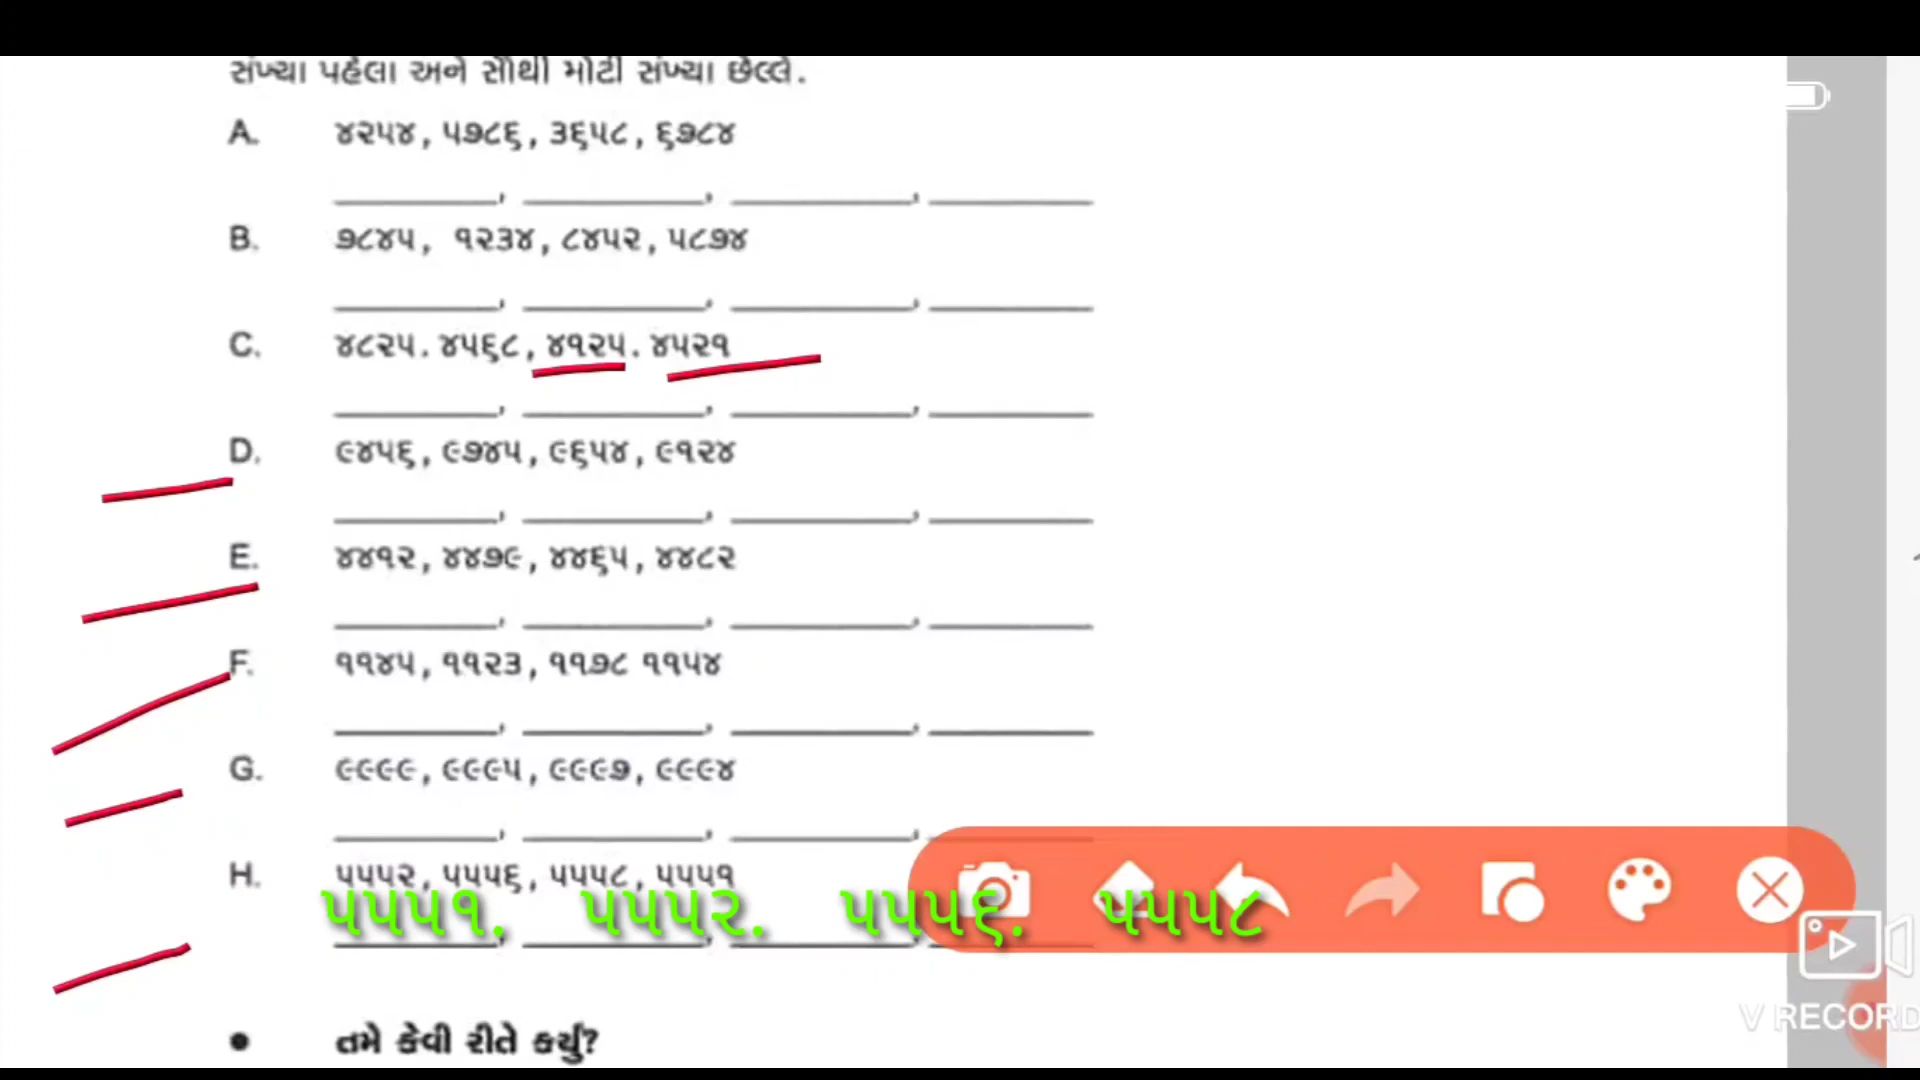 સંખ્યા પહેલા અને સૌથી મોટી સંખ્યા છેલ્લે.
A. ૪૨૫૪, ૫૭૮૬, ૩૬૫૮, ૬૭૮૪
B. ૭૮૪૫, ૧૨૩૪, ૮૪૫૨, ૫૮૭૪
C. ૪૮૨૫. ૪૫૬૮, ૪૧૨૫. ૪૫૨૧
D. ૯૪૫૬, ૯૭૪૫, ૯૬૫૪, ૯૧૨૪
E. ૪૪૧૨, ૪૪૭૯, ૪૪૬૫, ૪૪૮૨
F. ૧૧૪૫, ૧૧૨૩, ૧૧૭૮ ૧૧૫૪
G. ૯૯૯૯, ૯૯૯૫, ૯૯૯૭, ૯૯૯૪
H. ૫૫૫૨, ૫૫૫૬, ૫૫૫૮, ૫૫૫૧
૫૫૫૧. ૫૫૫૨. ૫૫૫૬. ૫૫૫૮
V RECORD
● તમે કેવી રીતે કર્યું?